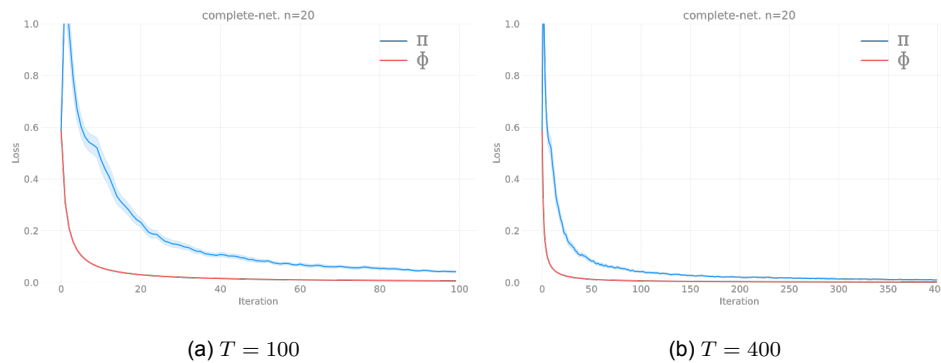 complete-net. n=20
1.0
0.8
0.6
0.4
0.2
0.0
Loss
0 20 40 60 80 100
Iteration
Π
Φ
(a) T = 100
complete-net. n=20
1.0
0.8
0.6
0.4
0.2
0.0
Loss
0 50 100 150 200 250 300 350 40
Iteration
Π
Φ
(b) T = 400